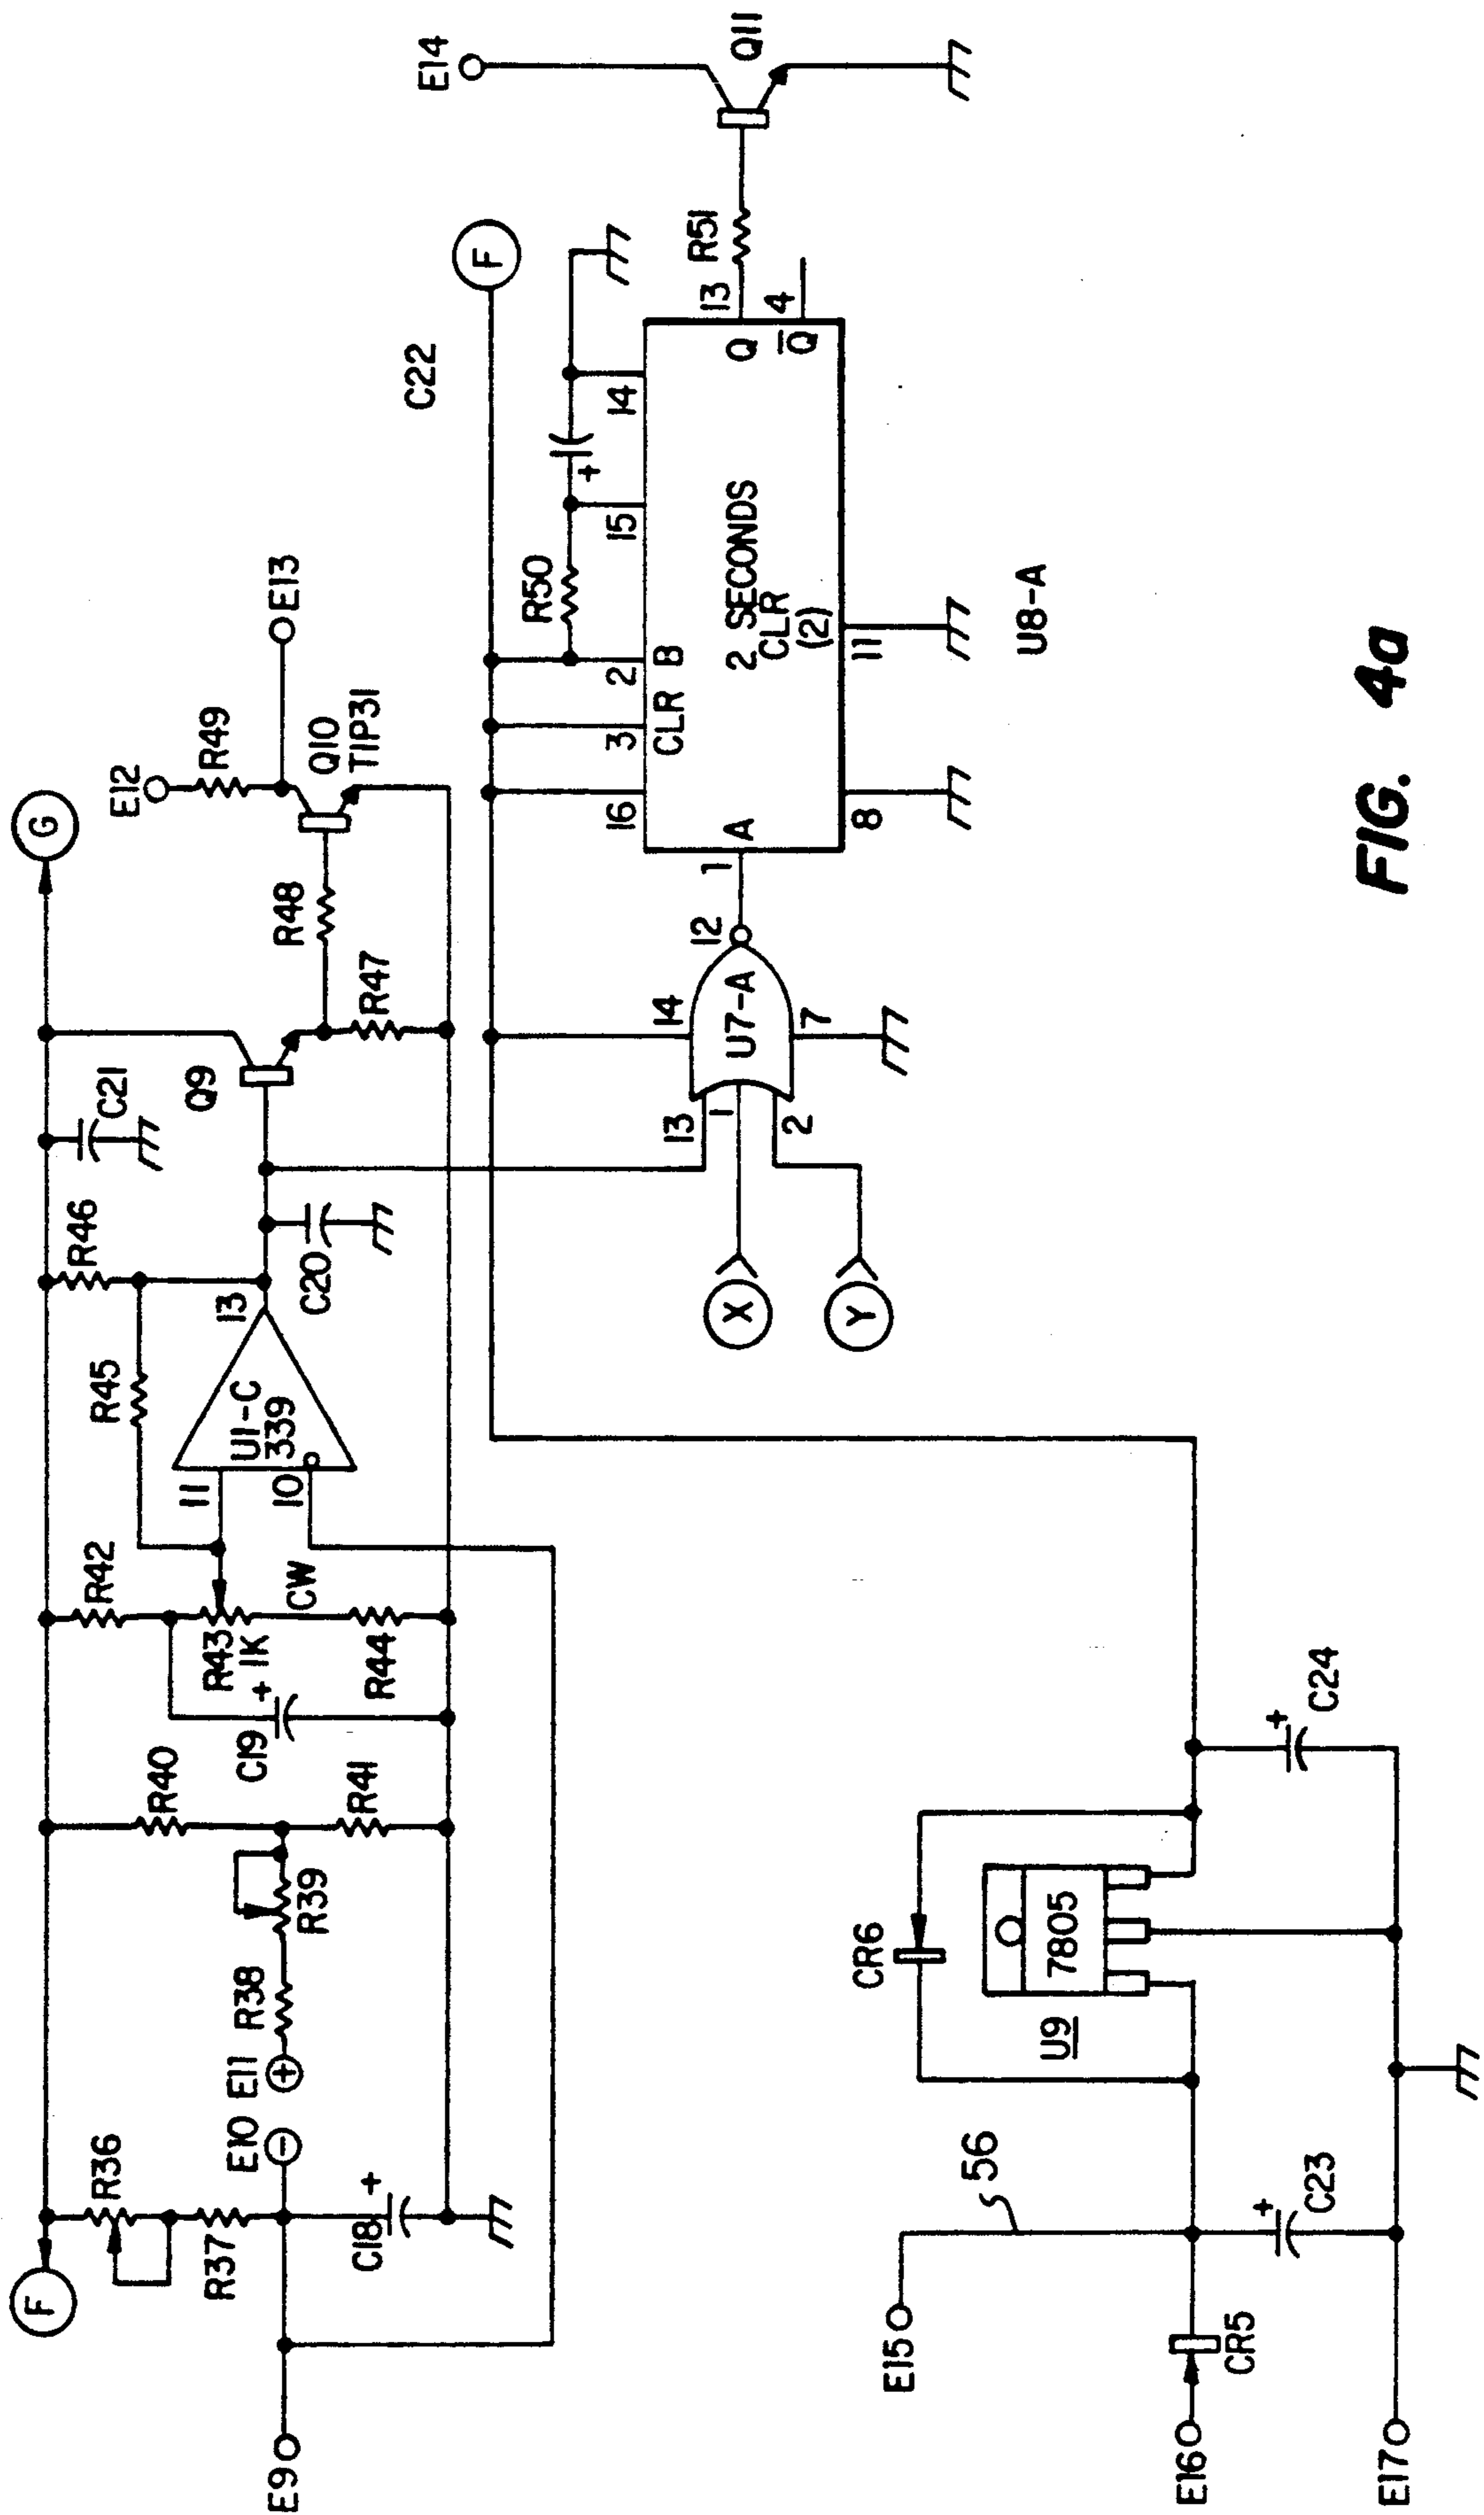 F
R36
R37
E9
E10
E11
C18
+
R38
R39
R40
R41
C19
+
R42
R43
1K
CW
R44
R45
11
10
U1-C
339
13
R46
C20
C21
Q9
R47
R48
G
E12
R49
Q10
TIP31
E13
X
Y
13
1
2
14
U7-A
7
12
1
A
16
3
CLR
2
B
R50
15
+
14
C22
F
2 SECONDS
CLR
(2)
8
11
Q
13
Q̅
4
U8-A
R51
E14
Q11
E15
56
E16
CR5
E17
+
C23
CR6
U9
7805
+
C24
FIG. 4a